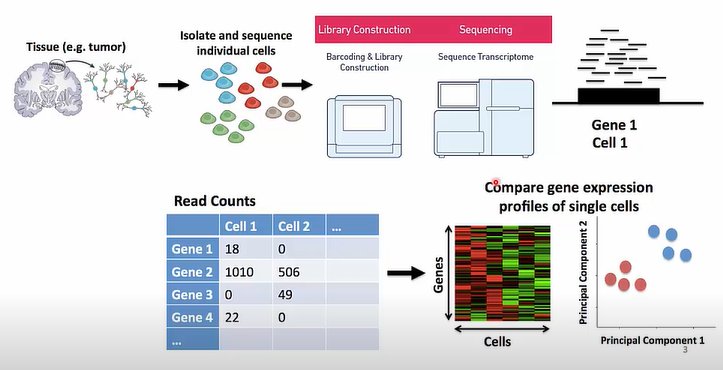 Tissue (e.g. tumor)
Isolate and sequence
individual cells
Library Construction
Sequencing
Barcoding & Library
Construction
Sequence Transcriptome
Gene 1
Cell 1
Read Counts
Cell 1 Cell 2 ...
Gene 1 18 0
Gene 2 1010 506
Gene 3 0 49
Gene 4 22 0
...
Compare gene expression
profiles of single cells
Genes
Cells
Principal Component 2
Principal Component 1
3